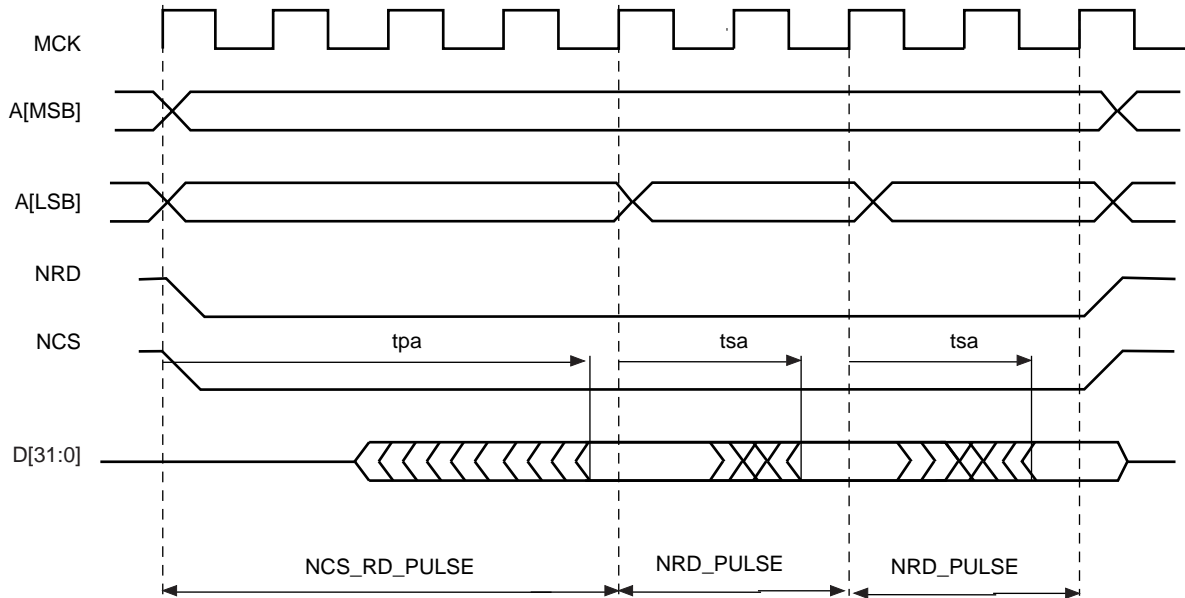 MCK
A[MSB]
A[LSB]
NRD
NCS
tpa
tsa
tsa
D[31:0]
NCS_RD_PULSE
NRD_PULSE
NRD_PULSE